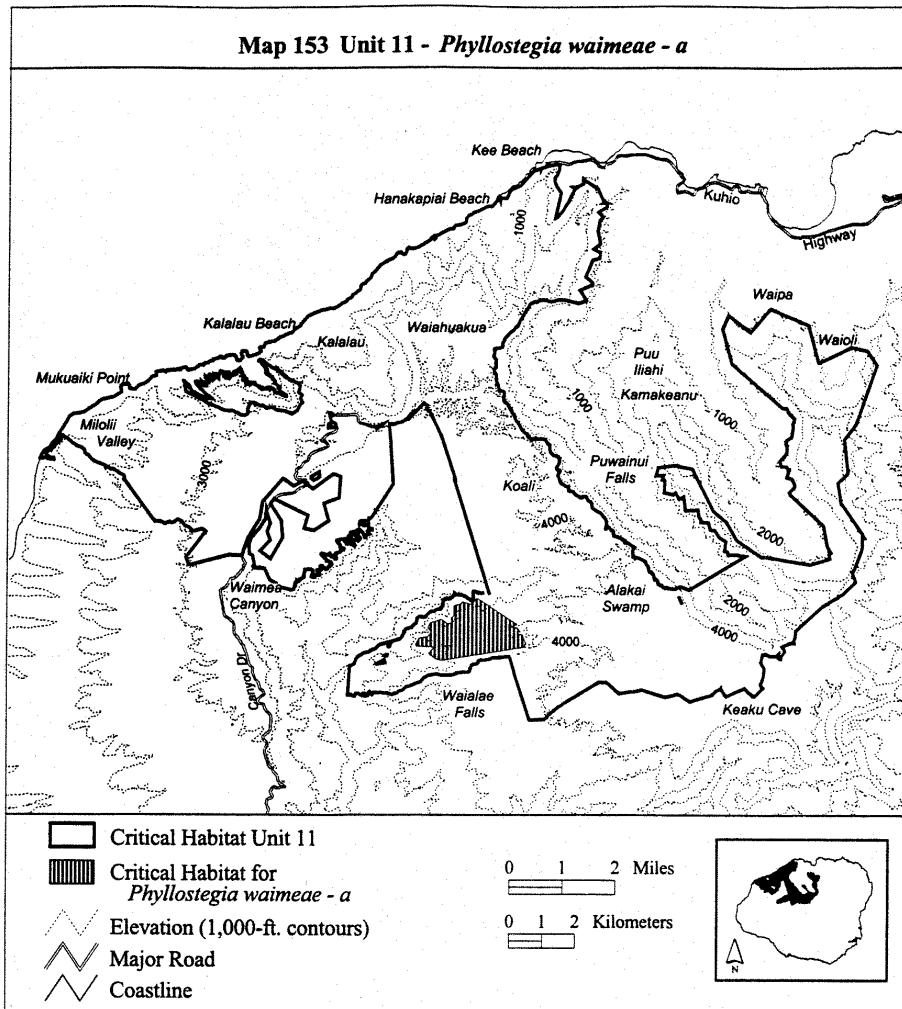 Map 153 Unit 11 - Phyllostegia waimeae - a
Kee Beach
Hanakapiai Beach
Kuhio
Highway
1000
Waipa
Kalalau Beach
Kalalau
Waiahuakua
Waioli
Mukuaiki Point
Puu
Iliahi
Kamakeanu
1000
1000
Milolii
Valley
3000
Puwainui
Falls
Koali
4000
2000
Waimea
Canyon
Alakai
Swamp
2000
4000
4000
Canyon Dr
Waialae
Falls
Keaku Cave
Critical Habitat Unit 11
Critical Habitat for
Phyllostegia waimeae - a
Elevation (1,000-ft. contours)
Major Road
Coastline
0 1 2 Miles
0 1 2 Kilometers
N